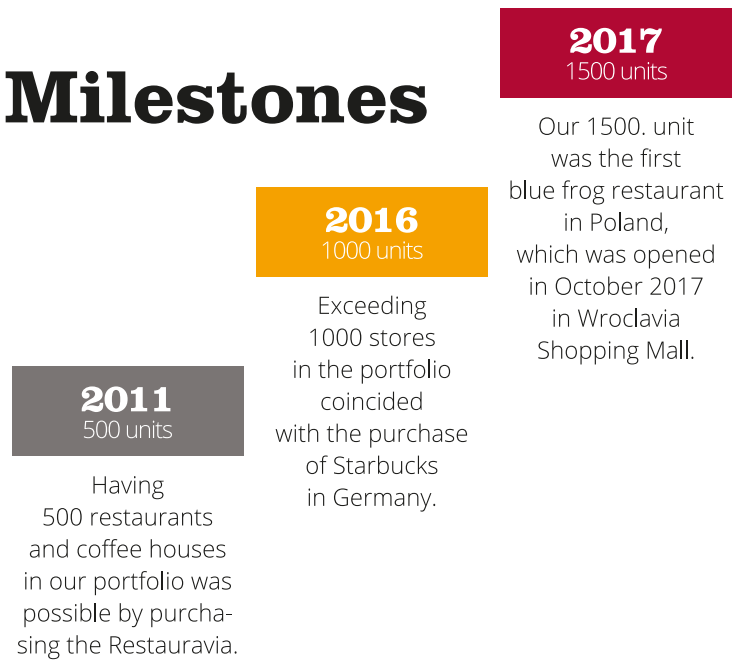 Milestones
2011
500 units
Having
500 restaurants
and coffee houses
in our portfolio was
possible by purcha-
sing the Restauravia.
2016
1000 units
Exceeding
1000 stores
in the portfolio
coincided
with the purchase
of Starbucks
in Germany.
2017
1500 units
Our 1500. unit
was the first
blue frog restaurant
in Poland,
which was opened
in October 2017
in Wroclavia
Shopping Mall.